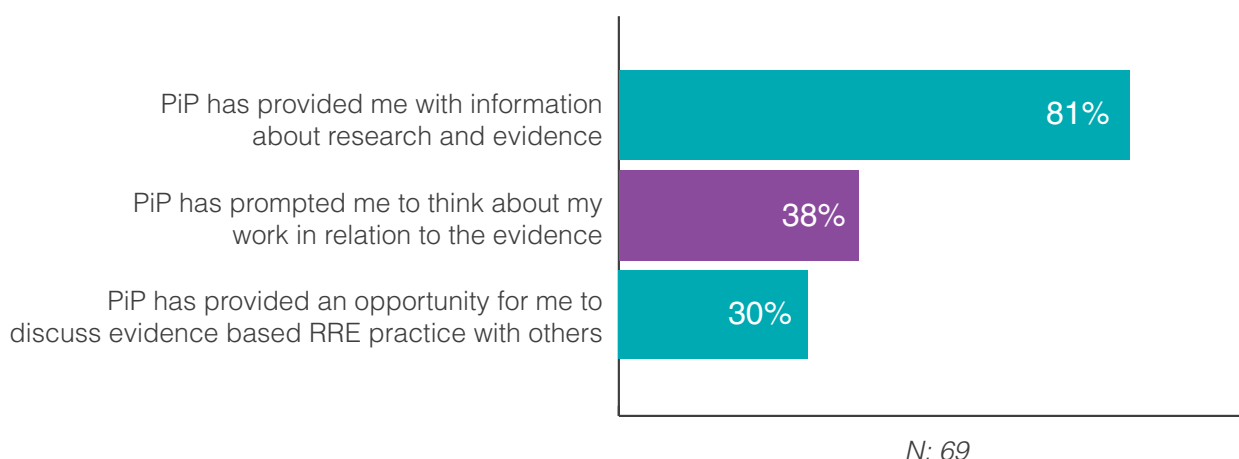 PiP has provided me with information
about research and evidence
81%
PiP has prompted me to think about my
work in relation to the evidence
38%
PiP has provided an opportunity for me to
discuss evidence based RRE practice with others
30%
N: 69